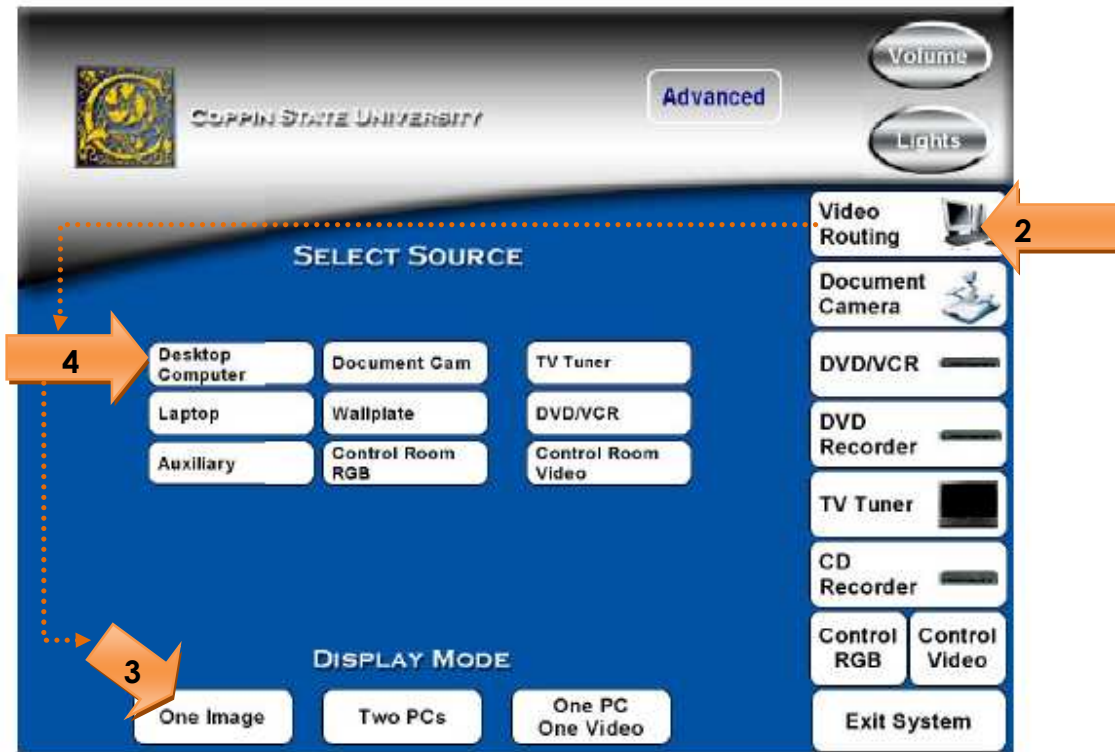 COPPIN STATE UNIVERSITY
Advanced
Volume
Lights
Video
Routing
2
SELECT SOURCE
Document
Camera
4
Desktop
Computer
Document Cam
TV Tuner
DVD/VCR
Laptop
Wallplate
DVD/VCR
DVD
Recorder
Auxiliary
Control Room
RGB
Control Room
Video
TV Tuner
CD
Recorder
Control
RGB
Control
Video
3
DISPLAY MODE
One Image
Two PCs
One PC
One Video
Exit System